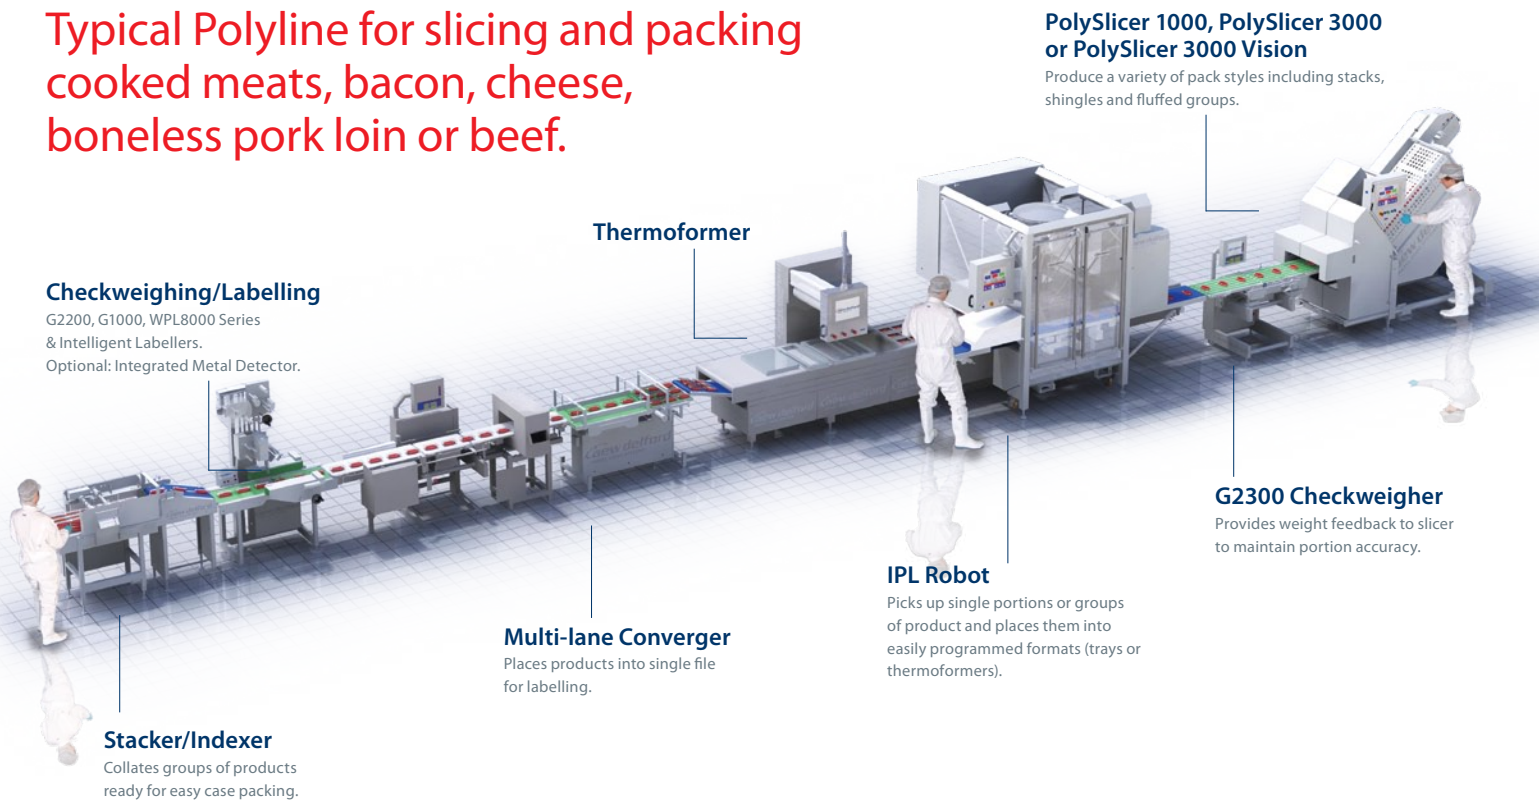 Typical Polyline for slicing and packing
cooked meats, bacon, cheese,
boneless pork loin or beef.
PolySlicer 1000, PolySlicer 3000
or PolySlicer 3000 Vision
Produce a variety of pack styles including stacks,
shingles and fluffed groups.
Thermoformer
Checkweighing/Labelling
G2200, G1000, WPL8000 Series
& Intelligent Labellers.
Optional: Integrated Metal Detector.
G2300 Checkweigher
Provides weight feedback to slicer
to maintain portion accuracy.
IPL Robot
Picks up single portions or groups
of product and places them into
easily programmed formats (trays or
thermoformers).
Multi-lane Converger
Places products into single file
for labelling.
Stacker/Indexer
Collates groups of products
ready for easy case packing.